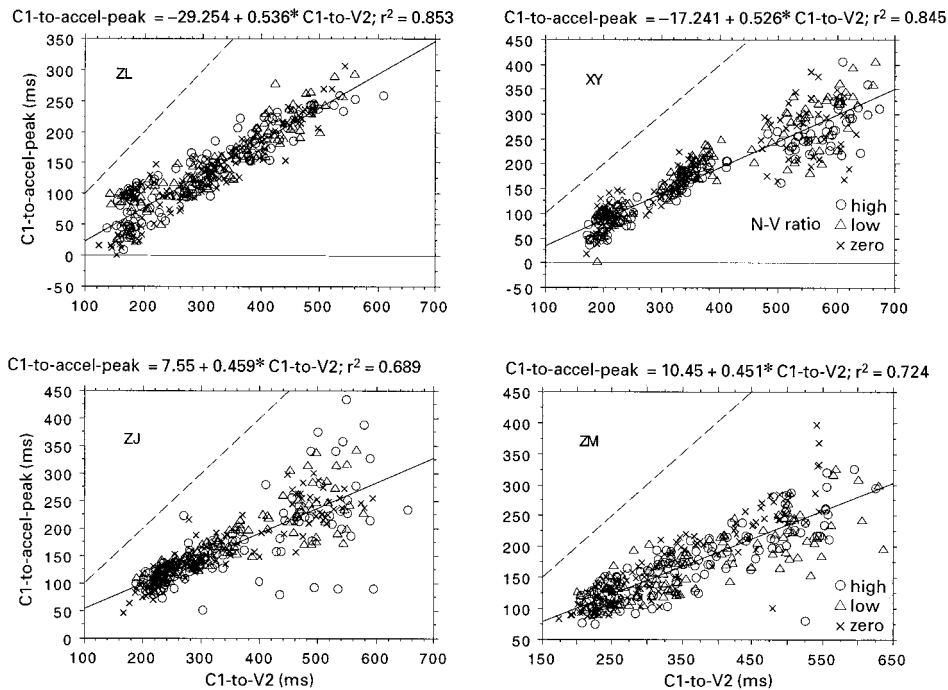 C1-to-accel-peak = –29.254 + 0.536* C1-to-V2; r² = 0.853
C1-to-accel-peak (ms)
350
300
250
200
150
100
50
0
-50
ZL
100 200 300 400 500 600 700
C1-to-accel-peak = –17.241 + 0.526* C1-to-V2; r² = 0.845
450
400
350
300
250
200
150
100
50
0
-50
XY
N-V ratio
high
low
zero
100 200 300 400 500 600 700
C1-to-accel-peak = 7.55 + 0.459* C1-to-V2; r² = 0.689
C1-to-accel-peak (ms)
450
400
350
300
250
200
150
100
50
0
ZJ
100 200 300 400 500 600 700
C1-to-V2 (ms)
C1-to-accel-peak = 10.45 + 0.451* C1-to-V2; r² = 0.724
450
400
350
300
250
200
150
100
50
ZM
high
low
zero
150 250 350 450 550 650
C1-to-V2 (ms)